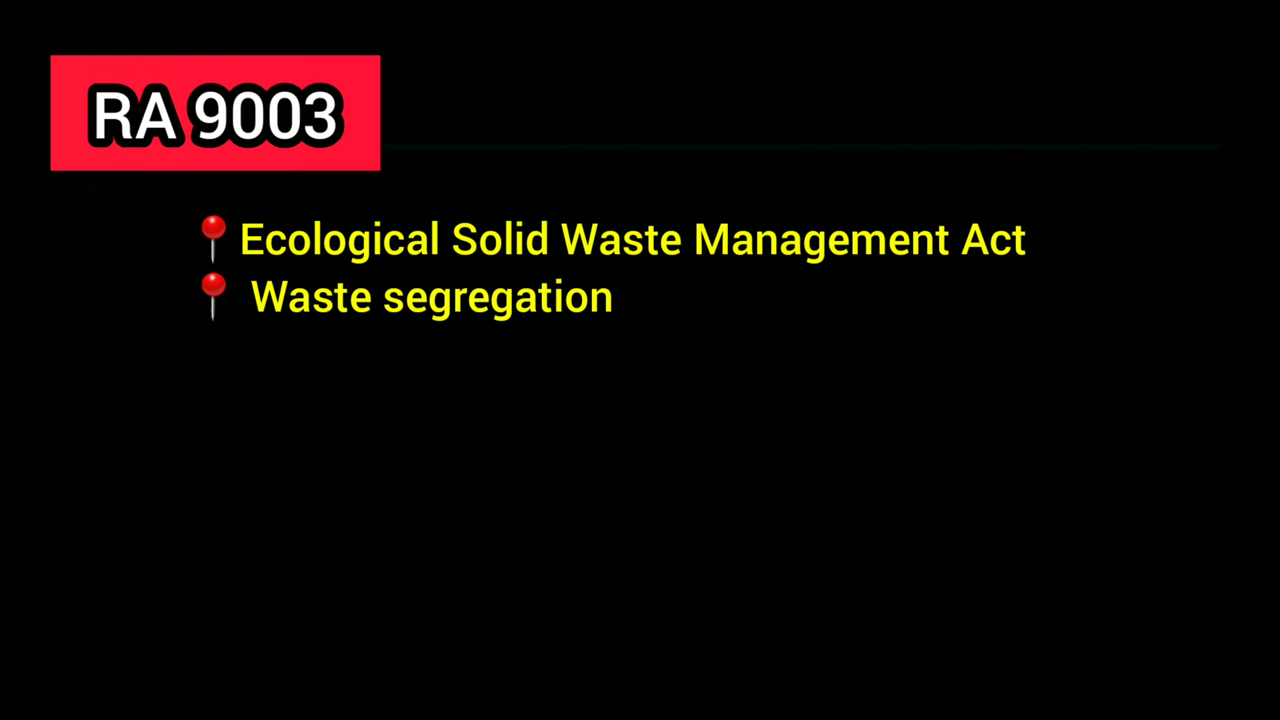 RA 9003
📍Ecological Solid Waste Management Act
📍 Waste segregation